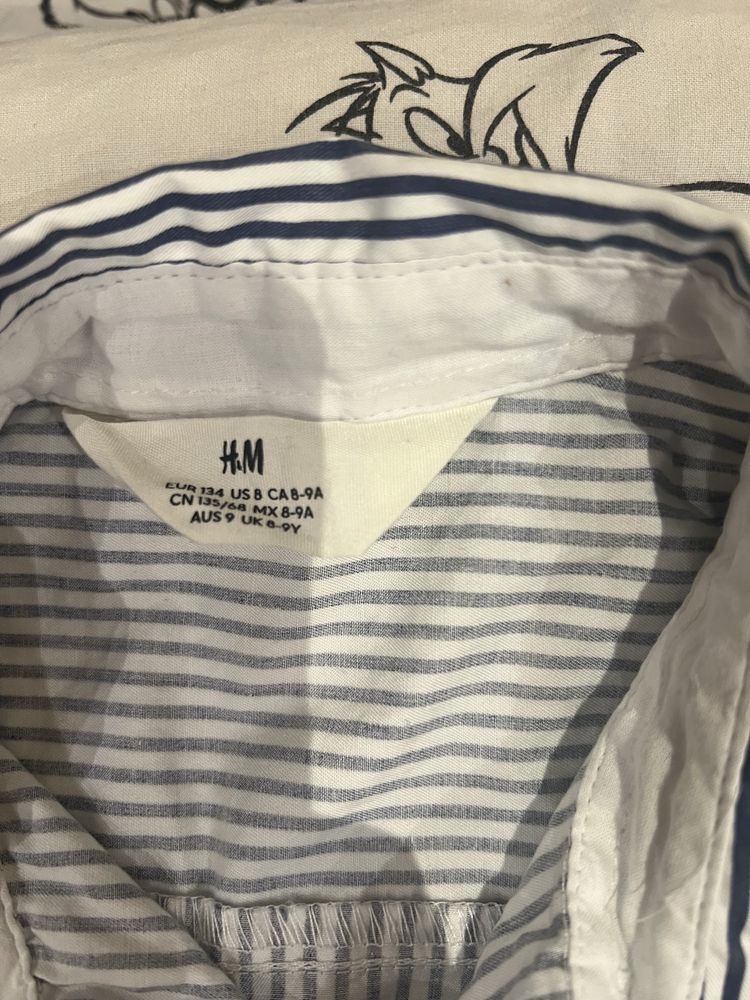 H&M
EUR 134 US 8 CA 8-9A
CN 135/68 MX 8-9A
AUS 9 UK 8-9Y